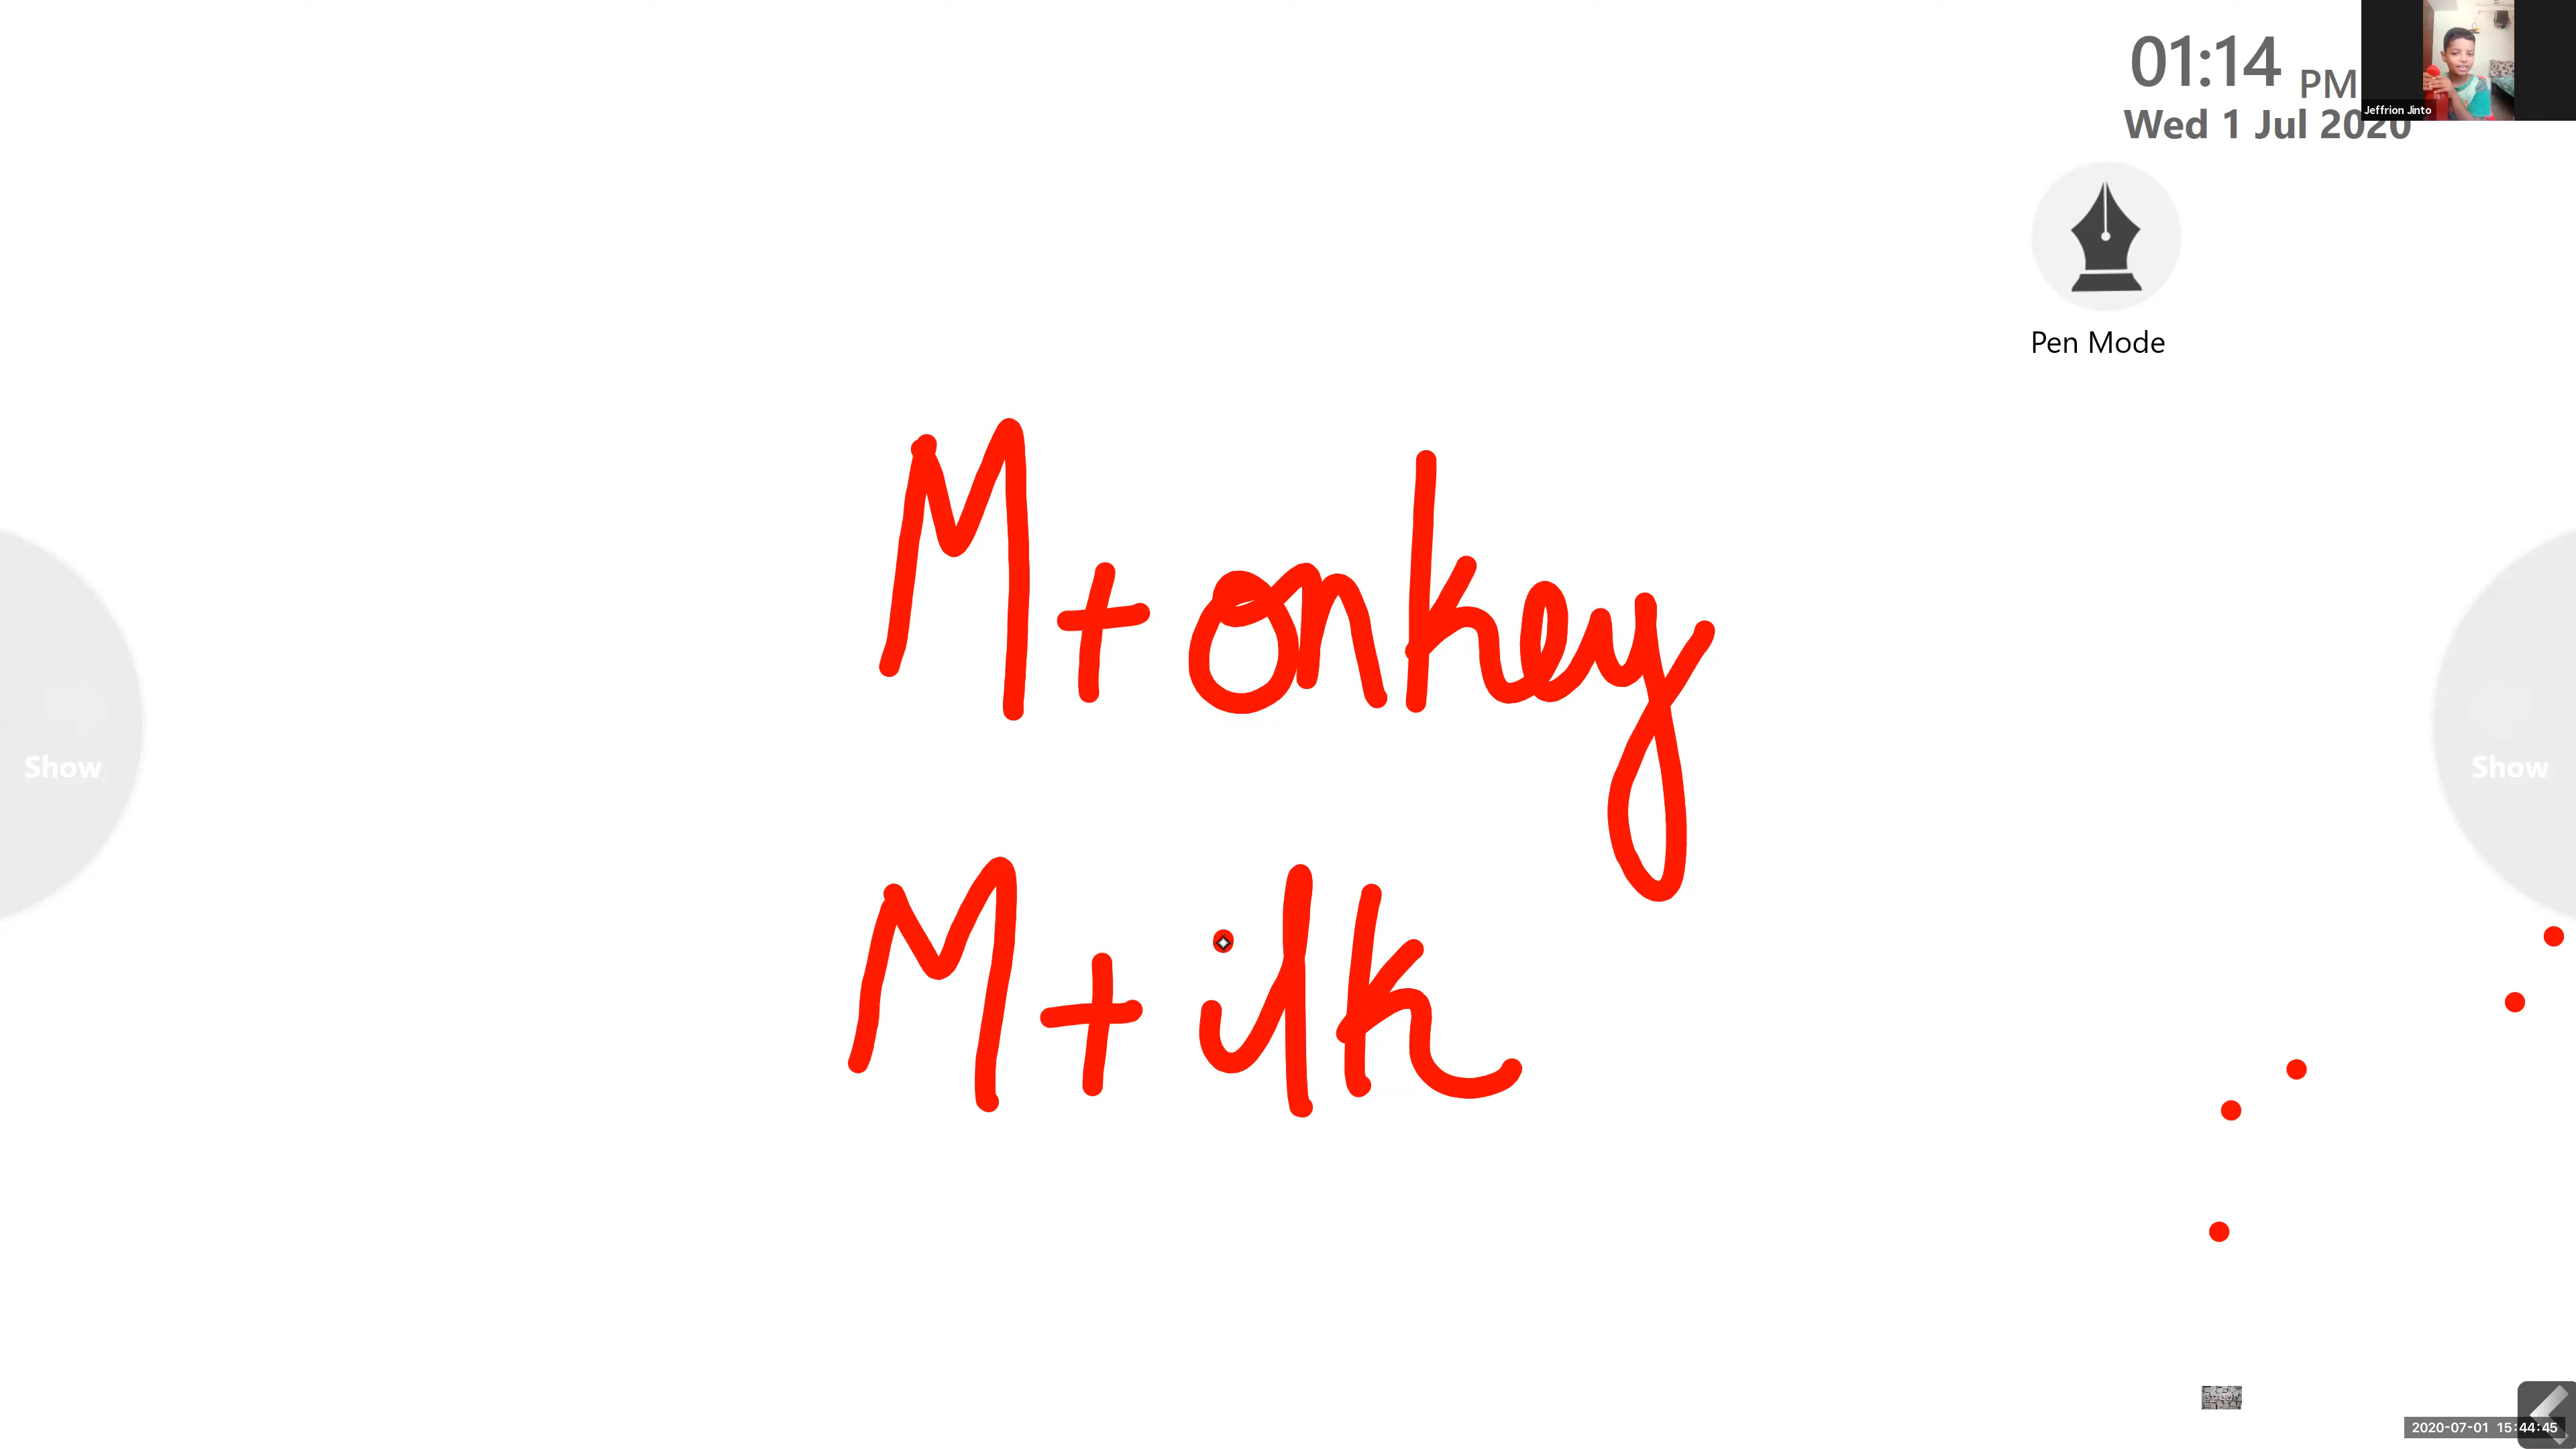 01:14 PM
Jeffrion Jinto
Wed 1 Jul 2020
Pen Mode
M+onkey
Show
Show
M+ilk
2020-07-01 15:44:45